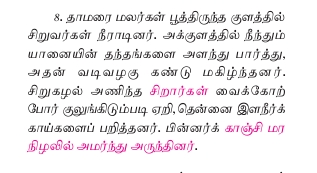 8. தாமரை மலர்கள் பூத்திருந்த குளத்தில்
சிறுவர்கள் நீராடினர். அக்குளத்தில் நீந்தும்
யானையின் தந்தங்களை அளந்து பார்த்து,
அதன் வடிவழகு கண்டு மகிழ்ந்தனர்.
சிறுகழல் அணிந்த சிறார்கள் வைக்கோற்
போர் குலுங்கிடும்படி ஏறி,தென்னை இளநீர்க்
காய்களைப் பறித்தனர். பின்னர்க் காஞ்சி மர
நிழலில் அமர்ந்து அருந்தினர்.